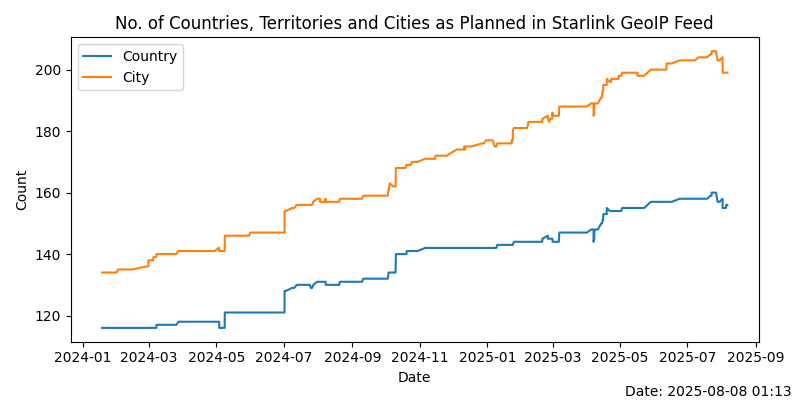 No. of Countries, Territories and Cities as Planned in Starlink GeoIP Feed
Country
City
Count
200
180
160
140
120
2024-01 2024-03 2024-05 2024-07 2024-09 2024-11 2025-01 2025-03 2025-05 2025-07 2025-09
Date
Date: 2025-08-08 01:13